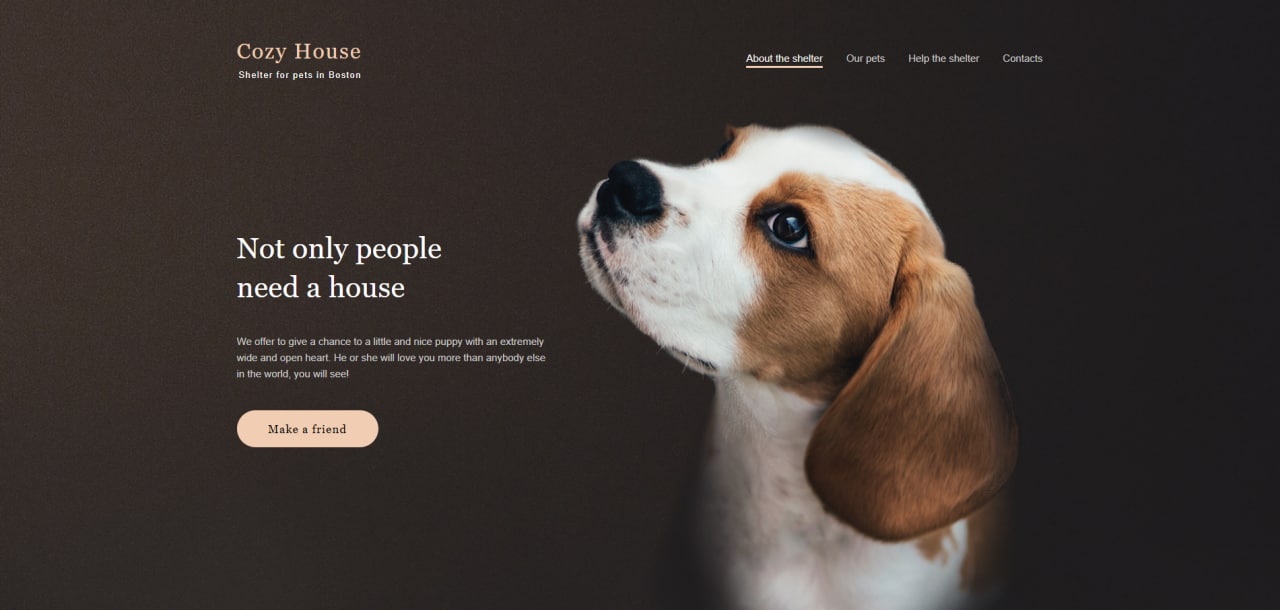 Cozy House
Shelter for pets in Boston
About the shelter
Our pets
Help the shelter
Contacts
Not only people
need a house
We offer to give a chance to a little and nice puppy with an extremely
wide and open heart. He or she will love you more than anybody else
in the world, you will see!
Make a friend